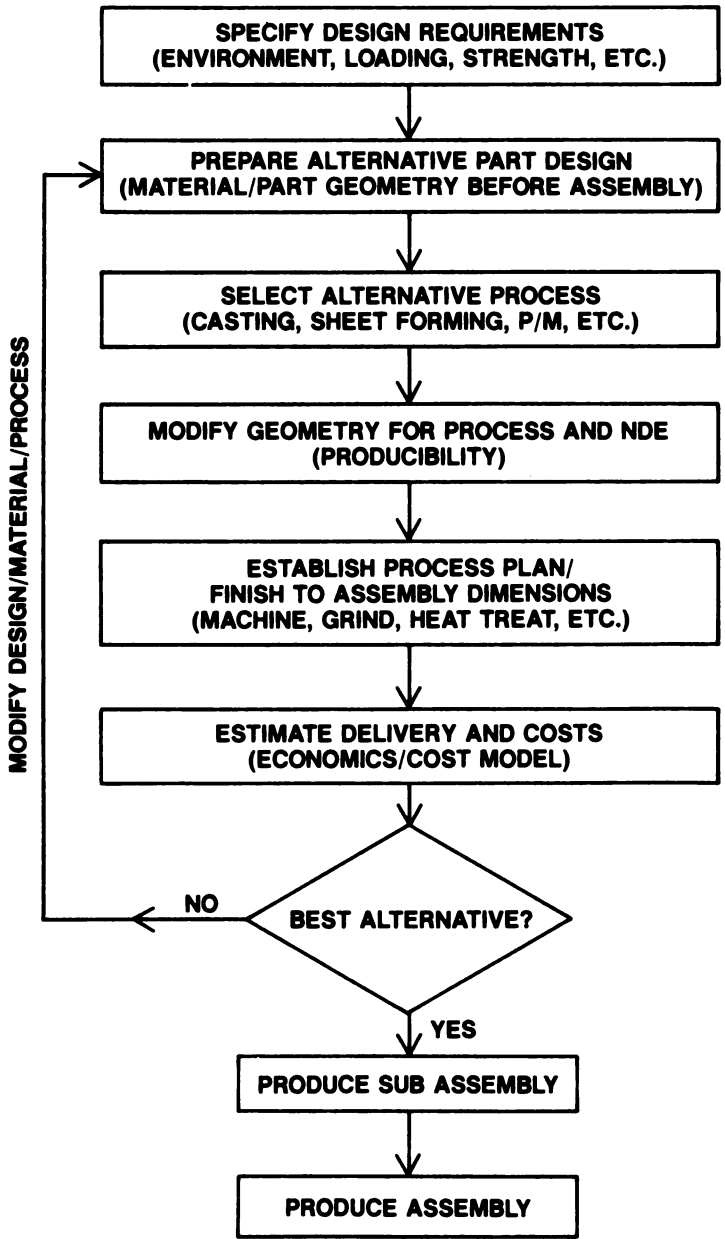 SPECIFY DESIGN REQUIREMENTS
(ENVIRONMENT, LOADING, STRENGTH, ETC.)
PREPARE ALTERNATIVE PART DESIGN
(MATERIAL/PART GEOMETRY BEFORE ASSEMBLY)
SELECT ALTERNATIVE PROCESS
(CASTING, SHEET FORMING, P/M, ETC.)
MODIFY GEOMETRY FOR PROCESS AND NDE
(PRODUCIBILITY)
ESTABLISH PROCESS PLAN/
FINISH TO ASSEMBLY DIMENSIONS
(MACHINE, GRIND, HEAT TREAT, ETC.)
ESTIMATE DELIVERY AND COSTS
(ECONOMICS/COST MODEL)
BEST ALTERNATIVE?
NO
MODIFY DESIGN/MATERIAL/PROCESS
YES
PRODUCE SUB ASSEMBLY
PRODUCE ASSEMBLY